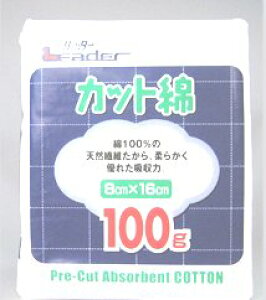 リーダー
Leader
カット綿
綿100%の
天然繊維だから、柔らかく
優れた吸収力
8cm×16cm
100g
Pre-Cut Absorbent COTTON